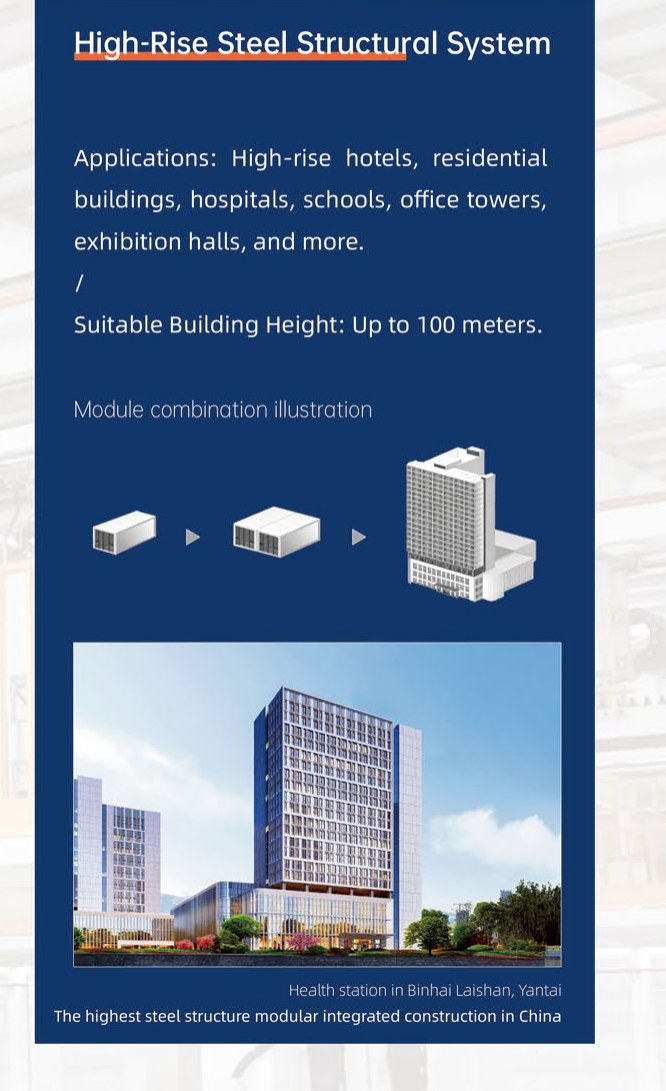 High-Rise Steel Structural System
Applications: High-rise hotels, residential
buildings, hospitals, schools, office towers,
exhibition halls, and more.
/
Suitable Building Height: Up to 100 meters.
Module combination illustration
Health station in Binhai Laishan, Yantai
The highest steel structure modular integrated construction in China